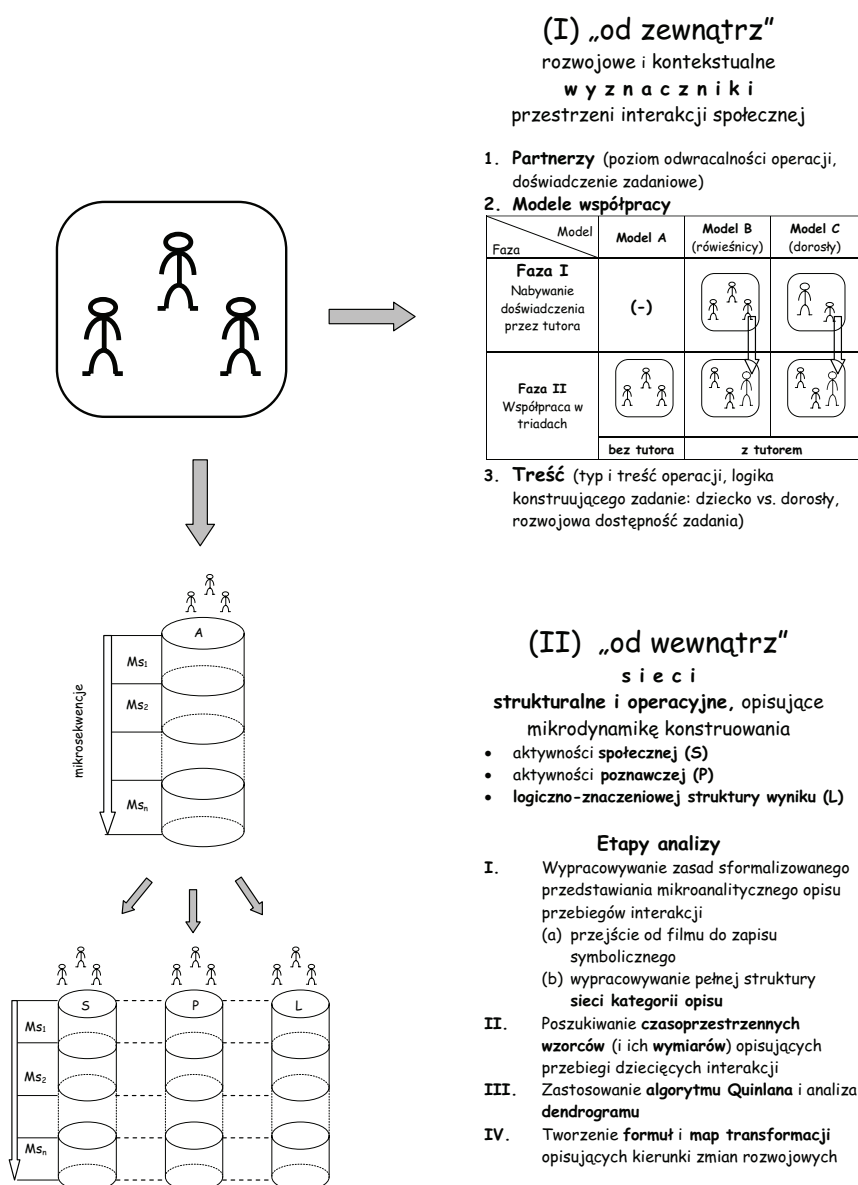 (I) „od zewnątrz”
rozwojowe i kontekstualne
w y z n a c z n i k i
przestrzeni interakcji społecznej
1. Partnerzy (poziom odwracalności operacji,
doświadczenie zadaniowe)
2. Modele współpracy
Model
Faza
Model A
Model B
(rówieśnicy)
Model C
(dorosły)
Faza I
Nabywanie
doświadczenia
przez tutora
(-)
Faza II
Współpraca w
triadach
bez tutora
z tutorem
3. Treść (typ i treść operacji, logika
konstruującego zadanie: dziecko vs. dorosły,
rozwojowa dostępność zadania)
A
mikrosekwencje
Ms1
Ms2
Msn
S
P
L
Ms1
Ms2
Msn
(II) „od wewnątrz”
s i e c i
strukturalne i operacyjne, opisujące
mikrodynamikę konstruowania
• aktywności społecznej (S)
• aktywności poznawczej (P)
• logiczno-znaczeniowej struktury wyniku (L)
Etapy analizy
I. Wypracowywanie zasad sformalizowanego
przedstawiania mikroanalitycznego opisu
przebiegów interakcji
(a) przejście od filmu do zapisu
symbolicznego
(b) wypracowywanie pełnej struktury
sieci kategorii opisu
II. Poszukiwanie czasoprzestrzennych
wzorców (i ich wymiarów) opisujących
przebiegi dziecięcych interakcji
III. Zastosowanie algorytmu Quinlana i analiza
dendrogramu
IV. Tworzenie formuł i map transformacji
opisujących kierunki zmian rozwojowych